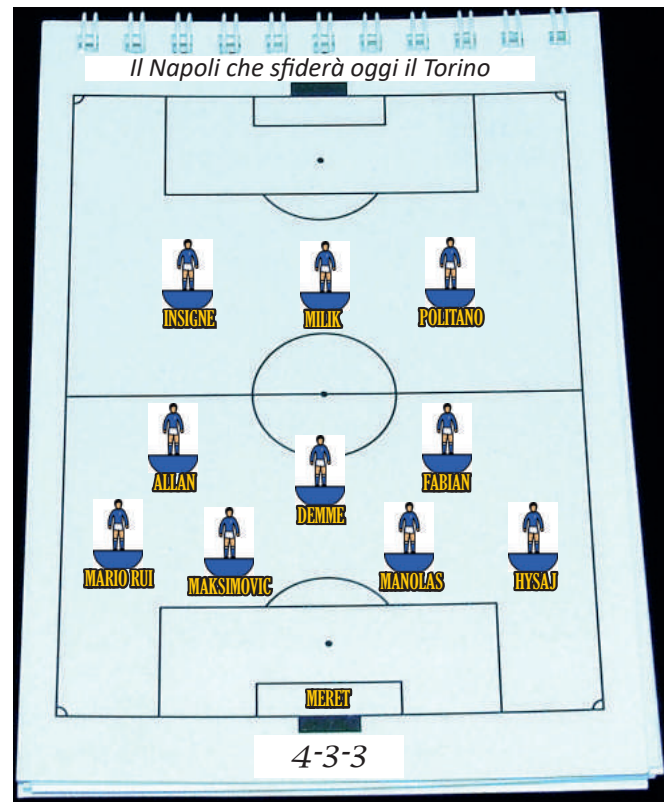 Il Napoli che sfiderà oggi il Torino
INSIGNE
MILIK
POLITANO
ALLAN
FABIAN
DEMME
MARIO RUI
MAKSIMOVIC
MANOLAS
HYSAJ
MERET
4-3-3